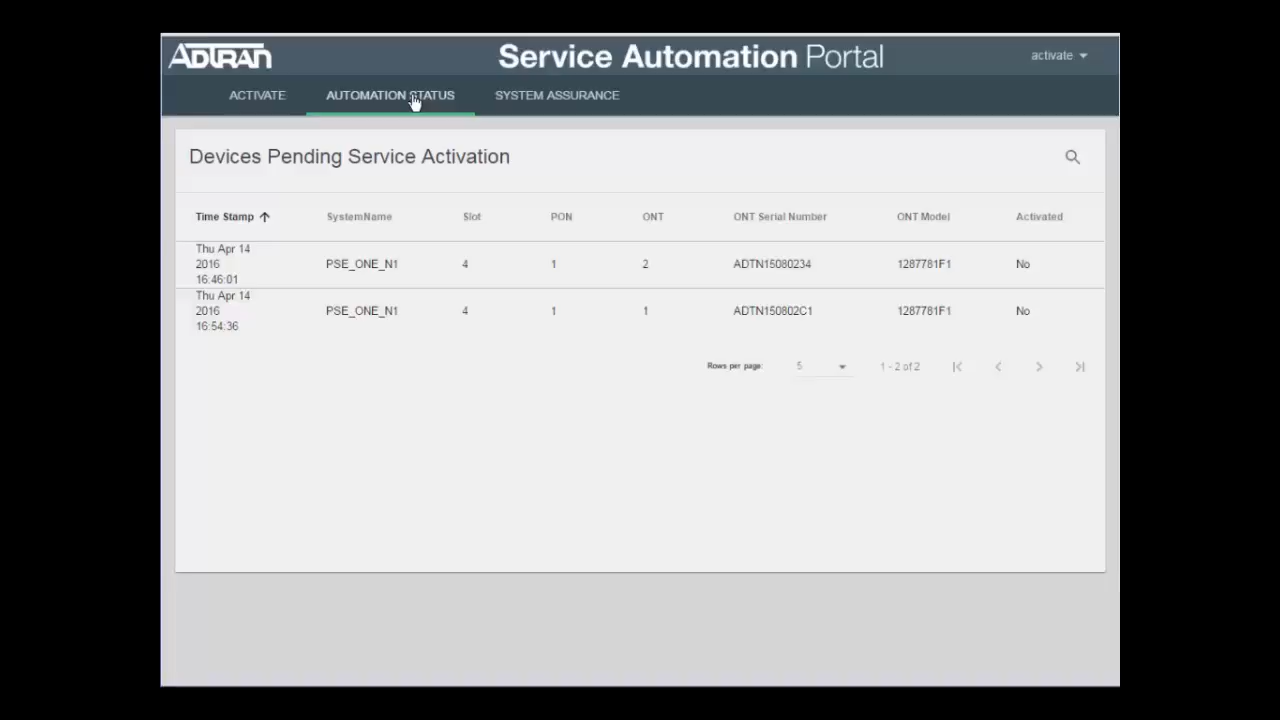 ADTRAN
Service Automation Portal
activate
ACTIVATE
AUTOMATION STATUS
SYSTEM ASSURANCE
Devices Pending Service Activation
Time Stamp SystemName Slot PON ONT ONT Serial Number ONT Model Activated
Thu Apr 14
2016 PSE_ONE_N1 4 1 2 ADTN15080234 1287781F1 No
16:46:01
Thu Apr 14
2016 PSE_ONE_N1 4 1 1 ADTN150802C1 1287781F1 No
16:54:36
Rows per page: 5 1 - 2 of 2